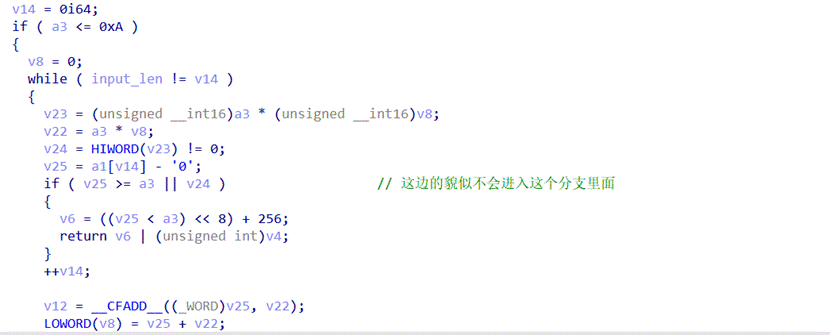 v14 = 0i64;
if ( a3 <= 0xA )
{
v8 = 0;
while ( input_len != v14 )
{
v23 = (unsigned __int16)a3 * (unsigned __int16)v8;
v22 = a3 * v8;
v24 = HIWORD(v23) != 0;
v25 = a1[v14] - '0';
if ( v25 >= a3 || v24 ) // 这边的貌似不会进入这个分支里面
{
v6 = ((v25 < a3) << 8) + 256;
return v6 | (unsigned int)v4;
}
++v14;
v12 = __CFADD__((_WORD)v25, v22);
LOWORD(v8) = v25 + v22;